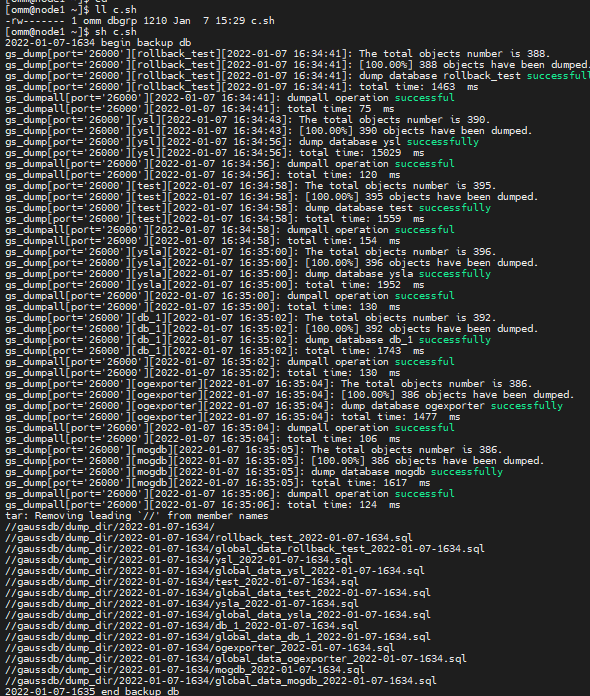 [omm@node1 ~]$ ll c.sh
-rw------- 1 omm dbgrp 1210 Jan  7 15:29 c.sh
[omm@node1 ~]$ sh c.sh
2022-01-07-1634 begin backup db
gs_dump[port='26000'][rollback_test][2022-01-07 16:34:41]: The total objects number is 388.
gs_dump[port='26000'][rollback_test][2022-01-07 16:34:41]: [100.00%] 388 objects have been dumped.
gs_dump[port='26000'][rollback_test][2022-01-07 16:34:41]: dump database rollback_test successfull
gs_dump[port='26000'][rollback_test][2022-01-07 16:34:41]: total time: 1463  ms
gs_dumpall[port='26000'][2022-01-07 16:34:41]: dumpall operation successful
gs_dumpall[port='26000'][2022-01-07 16:34:41]: total time: 75  ms
gs_dump[port='26000'][ysl][2022-01-07 16:34:43]: The total objects number is 390.
gs_dump[port='26000'][ysl][2022-01-07 16:34:43]: [100.00%] 390 objects have been dumped.
gs_dump[port='26000'][ysl][2022-01-07 16:34:56]: dump database ysl successfully
gs_dump[port='26000'][ysl][2022-01-07 16:34:56]: total time: 15029  ms
gs_dumpall[port='26000'][2022-01-07 16:34:56]: dumpall operation successful
gs_dumpall[port='26000'][2022-01-07 16:34:56]: total time: 120  ms
gs_dump[port='26000'][test][2022-01-07 16:34:58]: The total objects number is 395.
gs_dump[port='26000'][test][2022-01-07 16:34:58]: [100.00%] 395 objects have been dumped.
gs_dump[port='26000'][test][2022-01-07 16:34:58]: dump database test successfully
gs_dump[port='26000'][test][2022-01-07 16:34:58]: total time: 1559  ms
gs_dumpall[port='26000'][2022-01-07 16:34:58]: dumpall operation successful
gs_dumpall[port='26000'][2022-01-07 16:34:58]: total time: 154  ms
gs_dump[port='26000'][ysla][2022-01-07 16:35:00]: The total objects number is 396.
gs_dump[port='26000'][ysla][2022-01-07 16:35:00]: [100.00%] 396 objects have been dumped.
gs_dump[port='26000'][ysla][2022-01-07 16:35:00]: dump database ysla successfully
gs_dump[port='26000'][ysla][2022-01-07 16:35:00]: total time: 1952  ms
gs_dumpall[port='26000'][2022-01-07 16:35:00]: dumpall operation successful
gs_dumpall[port='26000'][2022-01-07 16:35:00]: total time: 130  ms
gs_dump[port='26000'][db_1][2022-01-07 16:35:02]: The total objects number is 392.
gs_dump[port='26000'][db_1][2022-01-07 16:35:02]: [100.00%] 392 objects have been dumped.
gs_dump[port='26000'][db_1][2022-01-07 16:35:02]: dump database db_1 successfully
gs_dump[port='26000'][db_1][2022-01-07 16:35:02]: total time: 1743  ms
gs_dumpall[port='26000'][2022-01-07 16:35:02]: dumpall operation successful
gs_dumpall[port='26000'][2022-01-07 16:35:02]: total time: 130  ms
gs_dump[port='26000'][ogexporter][2022-01-07 16:35:04]: The total objects number is 386.
gs_dump[port='26000'][ogexporter][2022-01-07 16:35:04]: [100.00%] 386 objects have been dumped.
gs_dump[port='26000'][ogexporter][2022-01-07 16:35:04]: dump database ogexporter successfully
gs_dump[port='26000'][ogexporter][2022-01-07 16:35:04]: total time: 1477  ms
gs_dumpall[port='26000'][2022-01-07 16:35:04]: dumpall operation successful
gs_dumpall[port='26000'][2022-01-07 16:35:04]: total time: 106  ms
gs_dump[port='26000'][mogdb][2022-01-07 16:35:05]: The total objects number is 386.
gs_dump[port='26000'][mogdb][2022-01-07 16:35:05]: [100.00%] 386 objects have been dumped.
gs_dump[port='26000'][mogdb][2022-01-07 16:35:05]: dump database mogdb successfully
gs_dump[port='26000'][mogdb][2022-01-07 16:35:05]: total time: 1617  ms
gs_dumpall[port='26000'][2022-01-07 16:35:06]: dumpall operation successful
gs_dumpall[port='26000'][2022-01-07 16:35:06]: total time: 124  ms
tar: Removing leading `//' from member names
//gaussdb/dump_dir/2022-01-07-1634/
//gaussdb/dump_dir/2022-01-07-1634/rollback_test_2022-01-07-1634.sql
//gaussdb/dump_dir/2022-01-07-1634/global_data_rollback_test_2022-01-07-1634.sql
//gaussdb/dump_dir/2022-01-07-1634/ysl_2022-01-07-1634.sql
//gaussdb/dump_dir/2022-01-07-1634/global_data_ysl_2022-01-07-1634.sql
//gaussdb/dump_dir/2022-01-07-1634/test_2022-01-07-1634.sql
//gaussdb/dump_dir/2022-01-07-1634/global_data_test_2022-01-07-1634.sql
//gaussdb/dump_dir/2022-01-07-1634/ysla_2022-01-07-1634.sql
//gaussdb/dump_dir/2022-01-07-1634/global_data_ysla_2022-01-07-1634.sql
//gaussdb/dump_dir/2022-01-07-1634/db_1_2022-01-07-1634.sql
//gaussdb/dump_dir/2022-01-07-1634/global_data_db_1_2022-01-07-1634.sql
//gaussdb/dump_dir/2022-01-07-1634/ogexporter_2022-01-07-1634.sql
//gaussdb/dump_dir/2022-01-07-1634/global_data_ogexporter_2022-01-07-1634.sql
//gaussdb/dump_dir/2022-01-07-1634/mogdb_2022-01-07-1634.sql
//gaussdb/dump_dir/2022-01-07-1634/global_data_mogdb_2022-01-07-1634.sql
2022-01-07-1635 end backup db